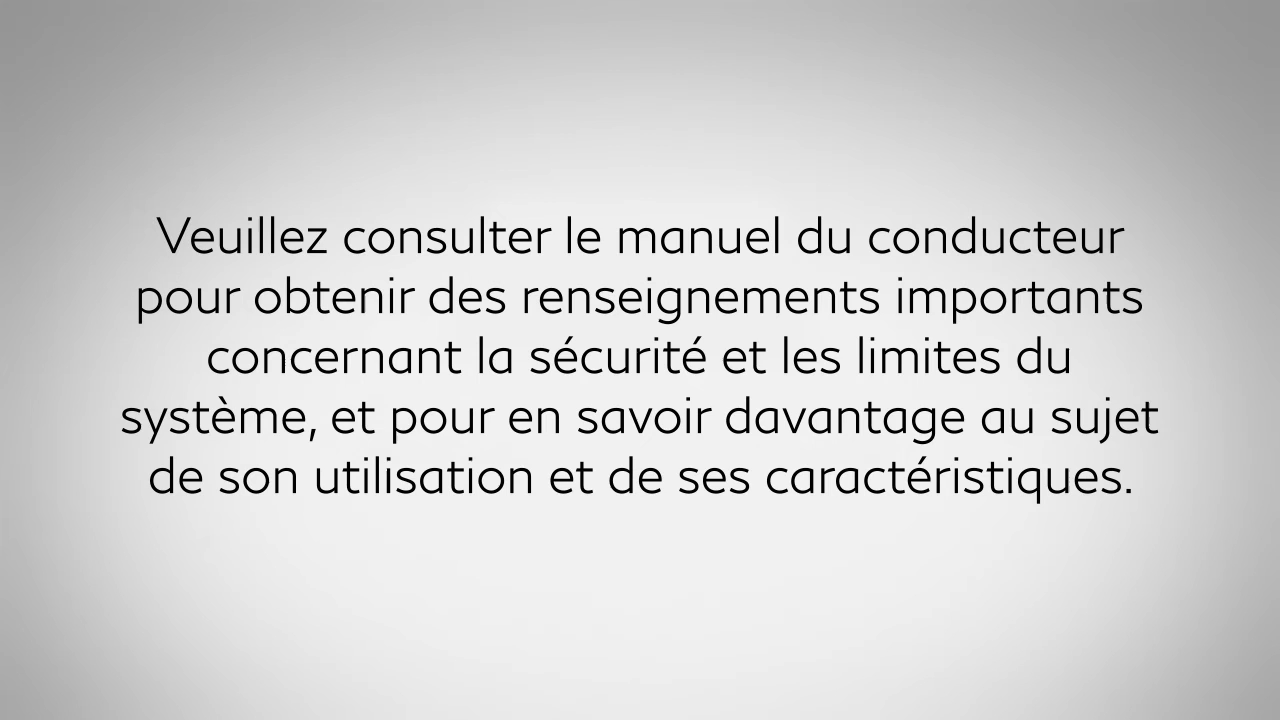 Veuillez consulter le manuel du conducteur
pour obtenir des renseignements importants
concernant la sécurité et les limites du
système, et pour en savoir davantage au sujet
de son utilisation et de ses caractéristiques.